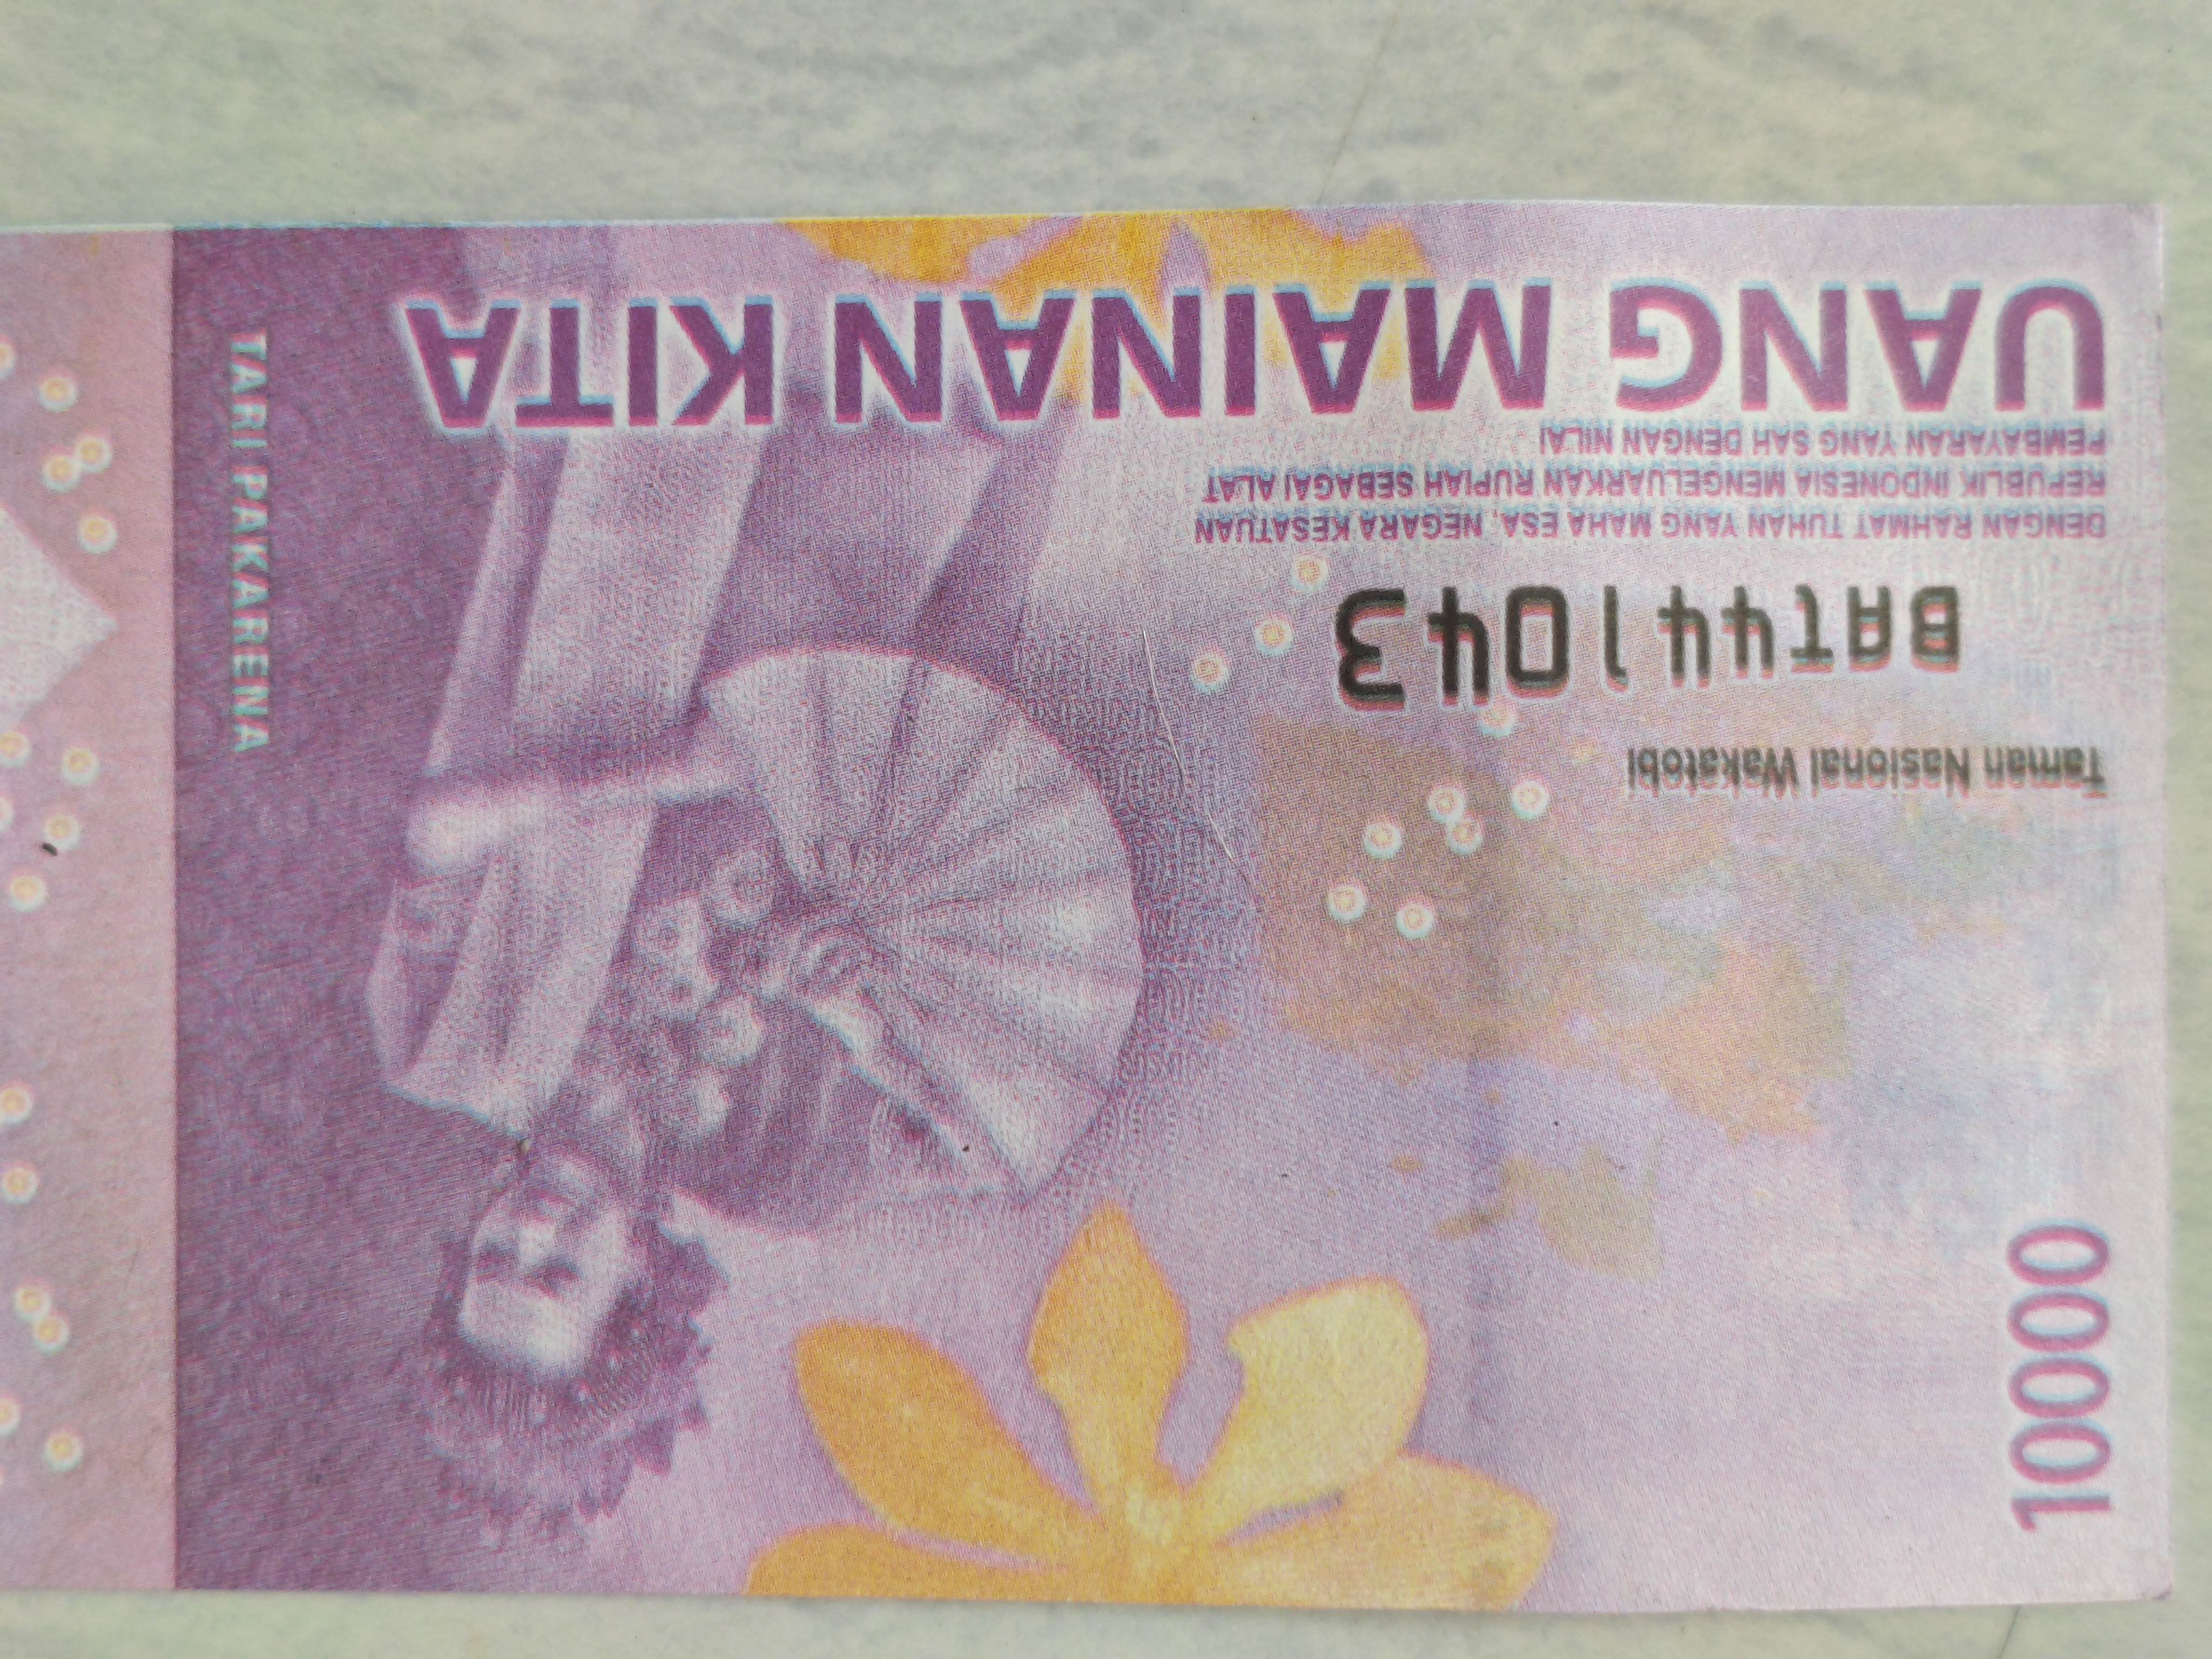 Taman Nasional Wakatobi
BAT441043
DENGAN RAHMAT TUHAN YANG MAHA ESA, NEGARA KESATUAN
REPUBLIK INDONESIA MENGELUARKAN RUPIAH SEBAGAI ALAT
PEMBAYARAN YANG SAH DENGAN NILAI
UANG MAINAN KITA
TARI PAKARENA
10000